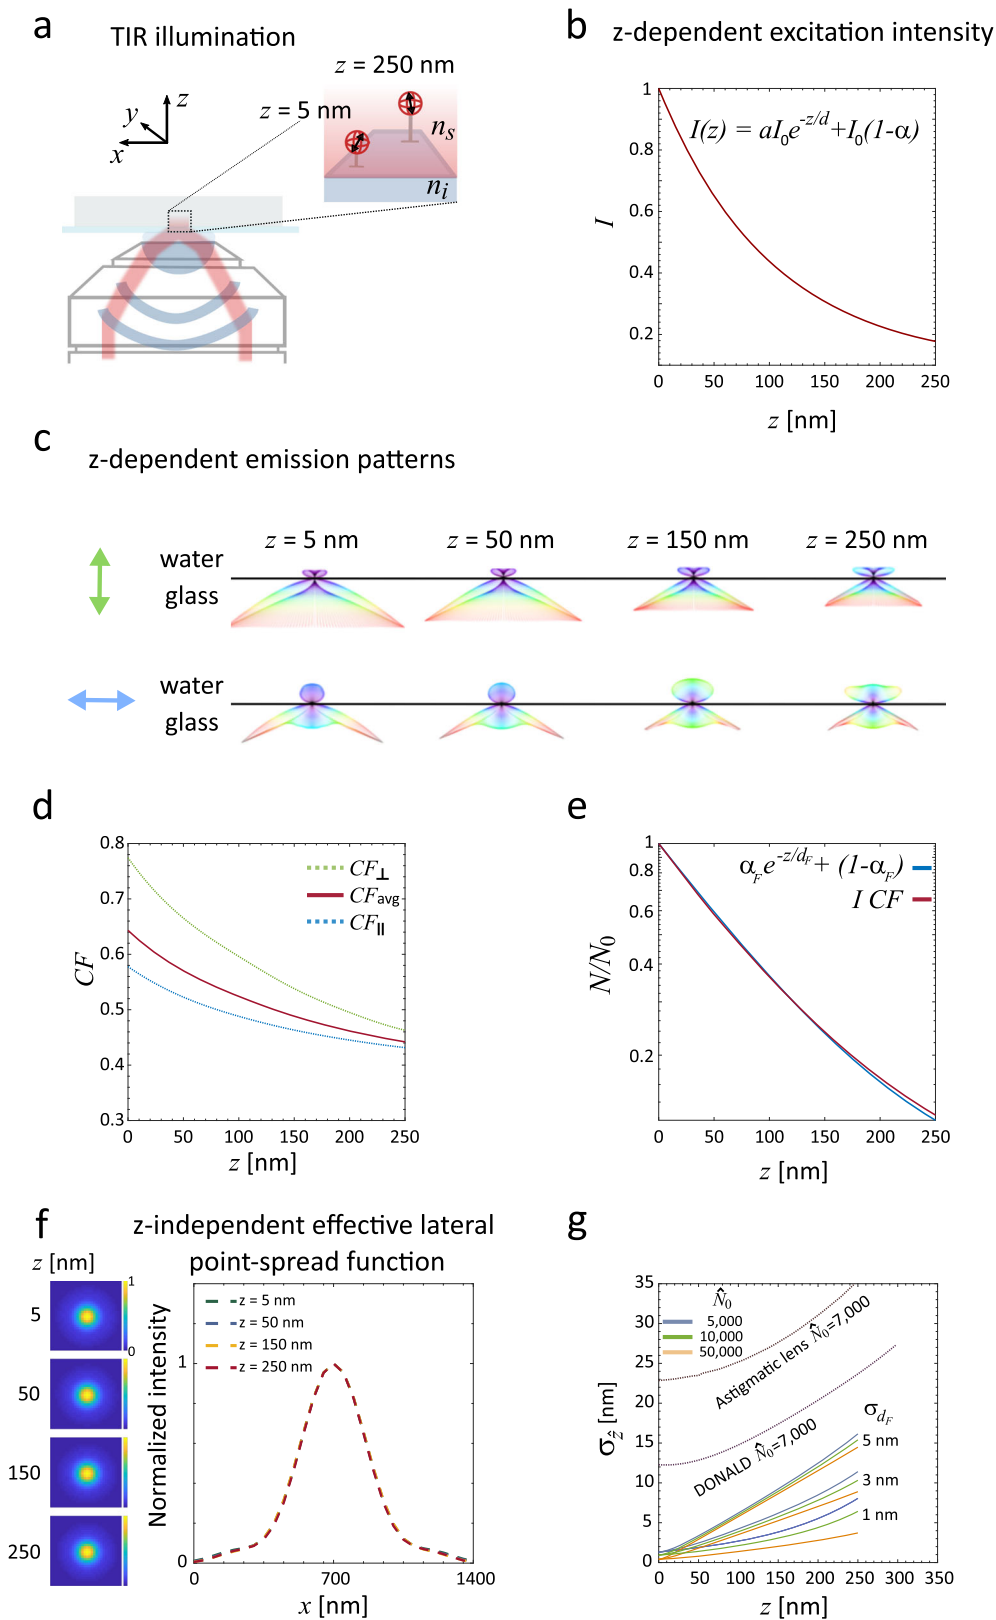 a
TIR illumination
z = 250 nm
z = 5 nm
z
y
x
n_s
n_i
b
z-dependent excitation intensity
I(z) = aI_0e^{-z/d}+I_0(1-α)
1
0.8
0.6
0.4
0.2
I
0 50 100 150 200 250
z [nm]
c
z-dependent emission patterns
z = 5 nm z = 50 nm z = 150 nm z = 250 nm
water
glass
water
glass
d
0.8
0.7
0.6
0.5
0.4
0.3
CF
CF_⊥
CF_avg
CF_||
0 50 100 150 200 250
z [nm]
e
1
0.8
0.6
0.4
0.2
N/N_0
α_F e^{-z/d_F}+ (1-α_F)
I CF
0 50 100 150 200 250
z [nm]
f
z-independent effective lateral
point-spread function
z [nm]
5
50
150
250
1
0
Normalized intensity
1
0
z = 5 nm
z = 50 nm
z = 150 nm
z = 250 nm
0 700 1400
x [nm]
g
35
30
25
20
15
10
5
0
σ_ẑ [nm]
N̂_0
5,000
10,000
50,000
Astigmatic lens N̂_0=7,000
DONALD N̂_0=7,000
σ_{d_F}
5 nm
3 nm
1 nm
0 50 100 150 200 250 300 350
z [nm]